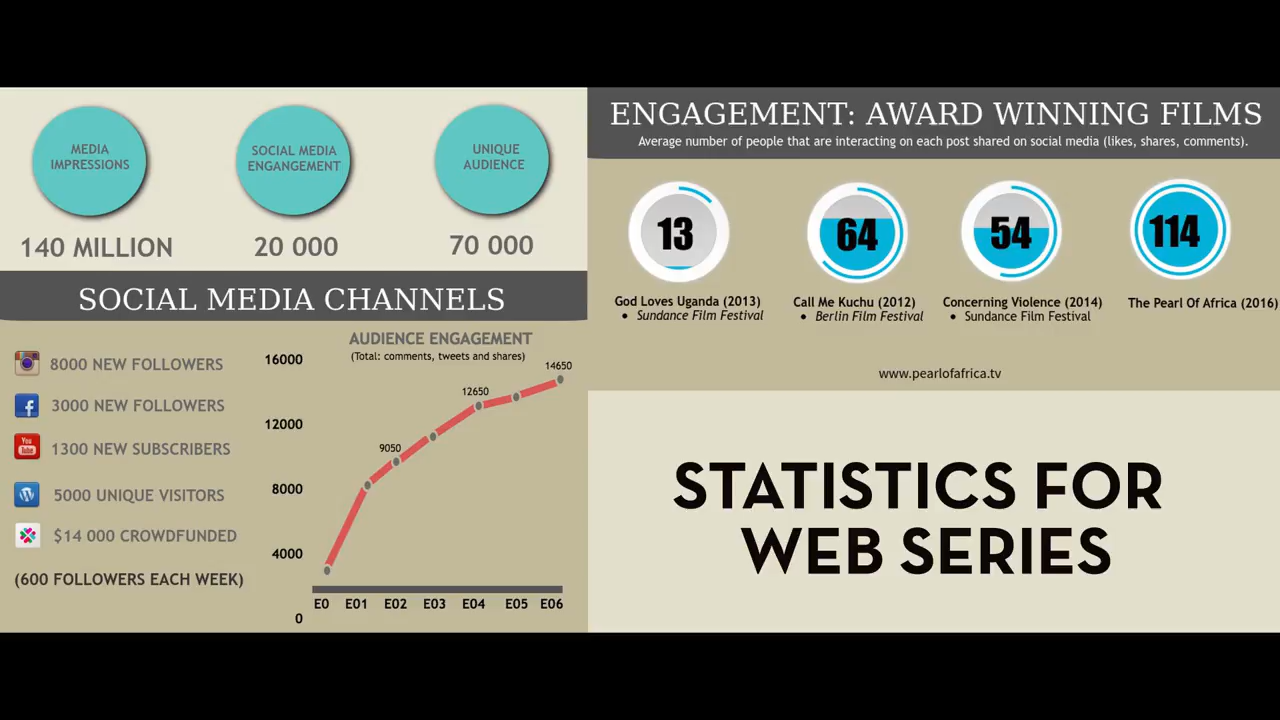 MEDIA
IMPRESSIONS
SOCIAL MEDIA
ENGANGEMENT
UNIQUE
AUDIENCE
140 MILLION
20 000
70 000
SOCIAL MEDIA CHANNELS
8000 NEW FOLLOWERS
3000 NEW FOLLOWERS
You
Tube
1300 NEW SUBSCRIBERS
5000 UNIQUE VISITORS
$14 000 CROWDFUNDED
(600 FOLLOWERS EACH WEEK)
AUDIENCE ENGAGEMENT
(Total: comments, tweets and shares)
16000
12000
8000
4000
0
9050
12650
14650
E0 E01 E02 E03 E04 E05 E06
ENGAGEMENT: AWARD WINNING FILMS
Average number of people that are interacting on each post shared on social media (likes, shares, comments).
13
64
54
114
God Loves Uganda (2013)
• Sundance Film Festival
Call Me Kuchu (2012)
• Berlin Film Festival
Concerning Violence (2014)
• Sundance Film Festival
The Pearl Of Africa (2016)
www.pearlofafrica.tv
STATISTICS FOR
WEB SERIES